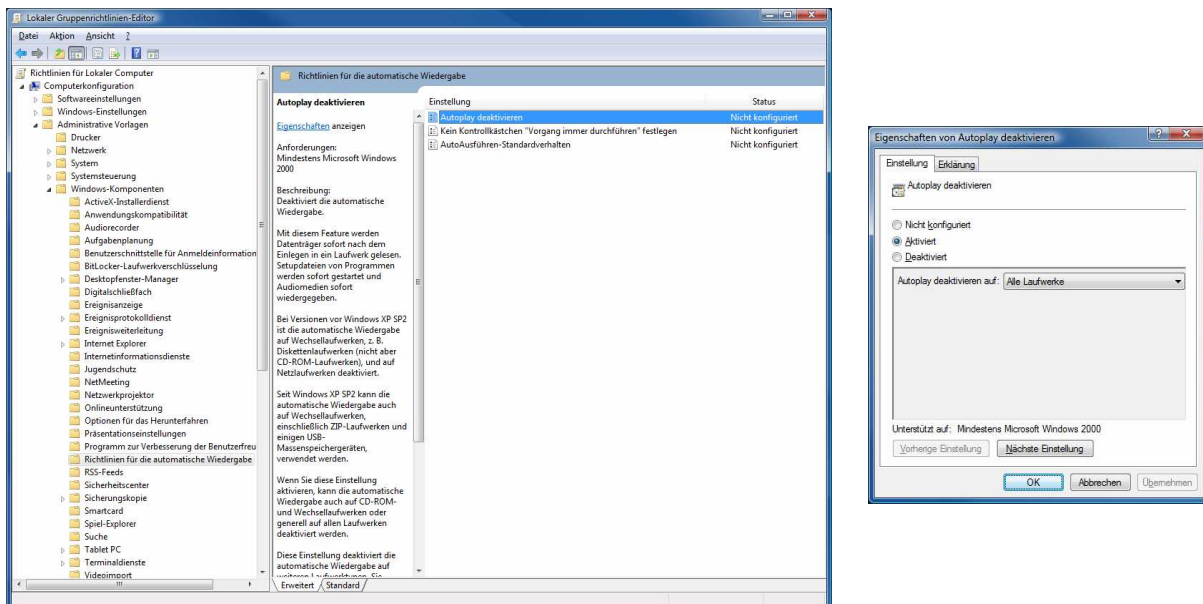 Lokaler Gruppenrichtlinien-Editor
Datei Aktion Ansicht ?
Richtlinien für Lokaler Computer
Computerkonfiguration
Softwareeinstellungen
Windows-Einstellungen
Administrative Vorlagen
Drucker
Netzwerk
System
Systemsteuerung
Windows-Komponenten
ActiveX-Installerdienst
Anwendungskompatibilität
Audiorecorder
Aufgabenplanung
Benutzerschnittstelle für Anmeldeinformation
BitLocker-Laufwerkverschlüsselung
Desktopfenster-Manager
Digitalschließfach
Ereignisanzeige
Ereignisprotokolldienst
Ereignisweiterleitung
Internet Explorer
Internetinformationsdienste
Jugendschutz
NetMeeting
Netzwerkprojektor
Onlineunterstützung
Optionen für das Herunterfahren
Präsentationseinstellungen
Programm zur Verbesserung der Benutzerfreu
Richtlinien für die automatische Wiedergabe
RSS-Feeds
Sicherheitscenter
Sicherungskopie
Smartcard
Spiel-Explorer
Suche
Tablet PC
Terminaldienste
Videoimport
Richtlinien für die automatische Wiedergabe
Autoplay deaktivieren
Eigenschaften anzeigen
Anforderungen:
Mindestens Microsoft Windows
2000
Beschreibung:
Deaktiviert die automatische
Wiedergabe.
Mit diesem Feature werden
Datenträger sofort nach dem
Einlegen in ein Laufwerk gelesen.
Setupdateien von Programmen
werden sofort gestartet und
Audiomedien sofort
wiedergegeben.
Bei Versionen vor Windows XP SP2
ist die automatische Wiedergabe
auf Wechsellaufwerken, z. B.
Diskettenlaufwerken (nicht aber
CD-ROM-Laufwerken), und auf
Netzlaufwerken deaktiviert.
Seit Windows XP SP2 kann die
automatische Wiedergabe auch
auf Wechsellaufwerken,
einschließlich ZIP-Laufwerken und
einigen USB-
Massenspeichergeräten,
verwendet werden.
Wenn Sie diese Einstellung
aktivieren, kann die automatische
Wiedergabe auch auf CD-ROM-
und Wechsellaufwerken oder
generell auf allen Laufwerken
deaktiviert werden.
Diese Einstellung deaktiviert die
automatische Wiedergabe auf
weiteren Laufwerktypen. Sie
Einstellung Status
Autoplay deaktivieren Nicht konfiguriert
Kein Kontrollkästchen "Vorgang immer durchführen" festlegen Nicht konfiguriert
AutoAusführen-Standardverhalten Nicht konfiguriert
Erweitert Standard
Eigenschaften von Autoplay deaktivieren
Einstellung Erklärung
Autoplay deaktivieren
Nicht konfiguriert
Aktiviert
Deaktiviert
Autoplay deaktivieren auf: Alle Laufwerke
Unterstützt auf: Mindestens Microsoft Windows 2000
Vorherige Einstellung Nächste Einstellung
OK Abbrechen Übernehmen